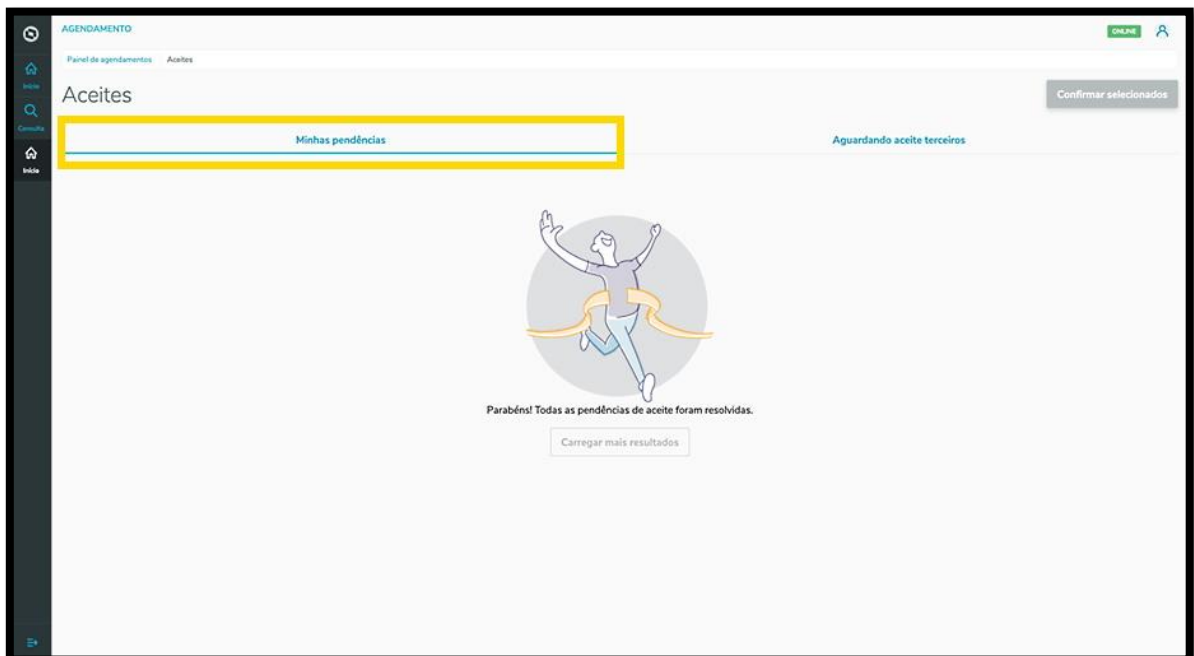 AGENDAMENTO
ONLINE
Painel de agendamentos Aceites
Início
Consulta
Início
Aceites
Confirmar selecionados
Minhas pendências
Aguardando aceite terceiros
Parabéns! Todas as pendências de aceite foram resolvidas.
Carregar mais resultados